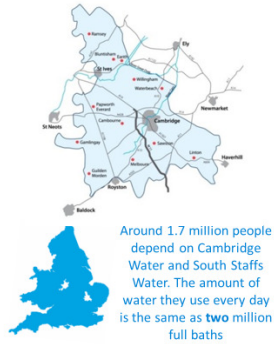 Ramsey
Ely
Warboys
Earith
St Ives
Willingham
Waterbeach
Newmarket
Papworth
Everard
St Neots
Cambridge
Cambourne
Gamlingay
Sawston
Linton
Haverhill
Melbourn
Guilden
Morden
Royston
Baldock
Around 1.7 million people
depend on Cambridge
Water and South Staffs
Water. The amount of
water they use every day
is the same as two million
full baths